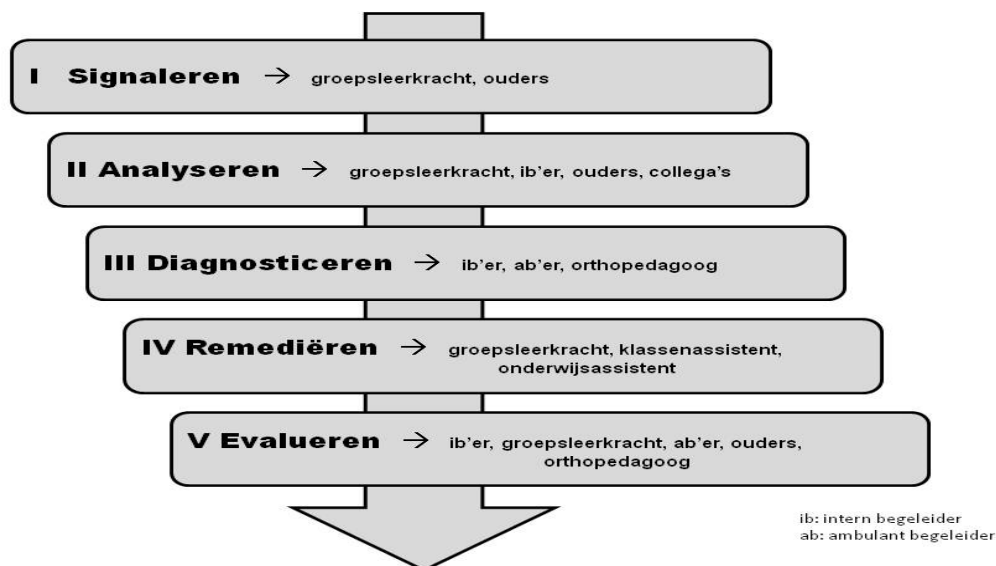 I Signaleren → groepsleerkracht, ouders
II Analyseren → groepsleerkracht, ib'er, ouders, collega's
III Diagnosticeren → ib'er, ab'er, orthopedagoog
IV Remediëren → groepsleerkracht, klassenassistent,
onderwijsassistent
V Evalueren → ib'er, groepsleerkracht, ab'er, ouders,
orthopedagoog
ib: intern begeleider
ab: ambulant begeleider